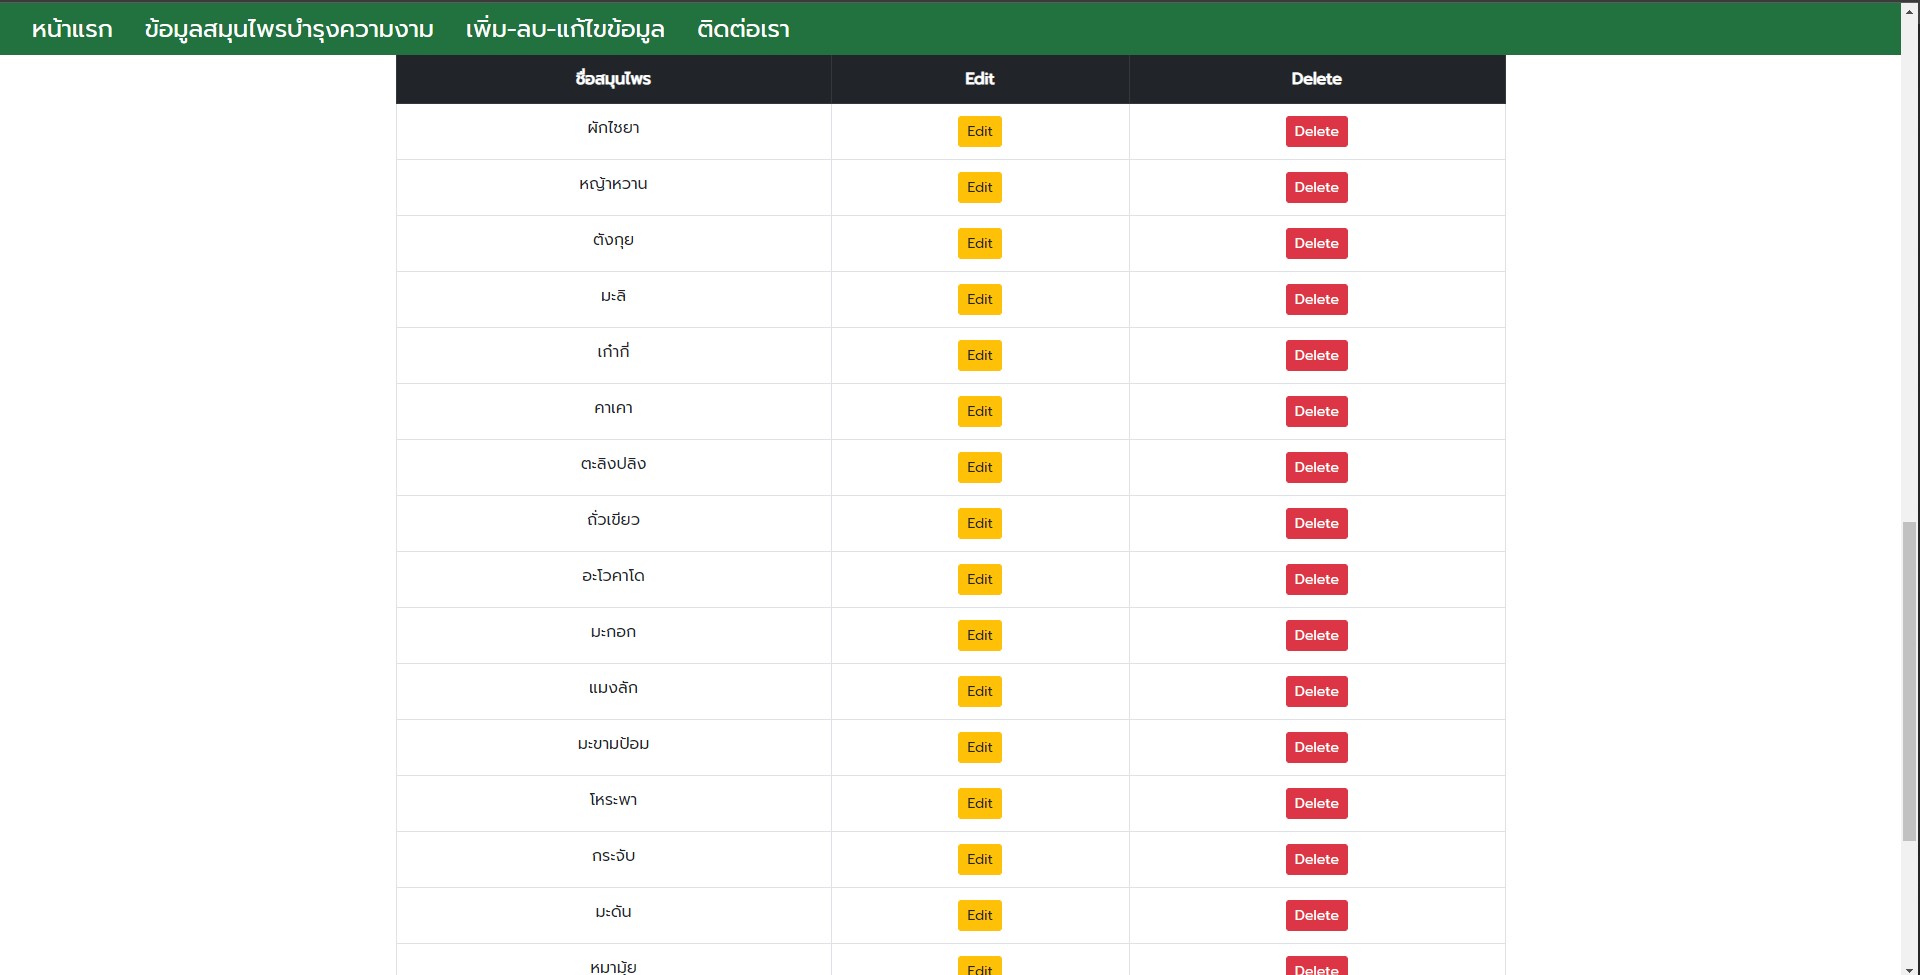 หน้าแรก ข้อมูลสมุนไพรบำรุงความงาม เพิ่ม-ลบ-แก้ไขข้อมูล ติดต่อเรา
ชื่อสมุนไพร Edit Delete
ผักไชยา Edit Delete
หญ้าหวาน Edit Delete
ตังกุย Edit Delete
มะลิ Edit Delete
เก๋ากี่ Edit Delete
คาเคา Edit Delete
ตะลิงปลิง Edit Delete
ถั่วเขียว Edit Delete
อะโวคาโด Edit Delete
มะกอก Edit Delete
แมงลัก Edit Delete
มะขามป้อม Edit Delete
โหระพา Edit Delete
กระจับ Edit Delete
มะดัน Edit Delete
หมามุ้ย Edit Delete